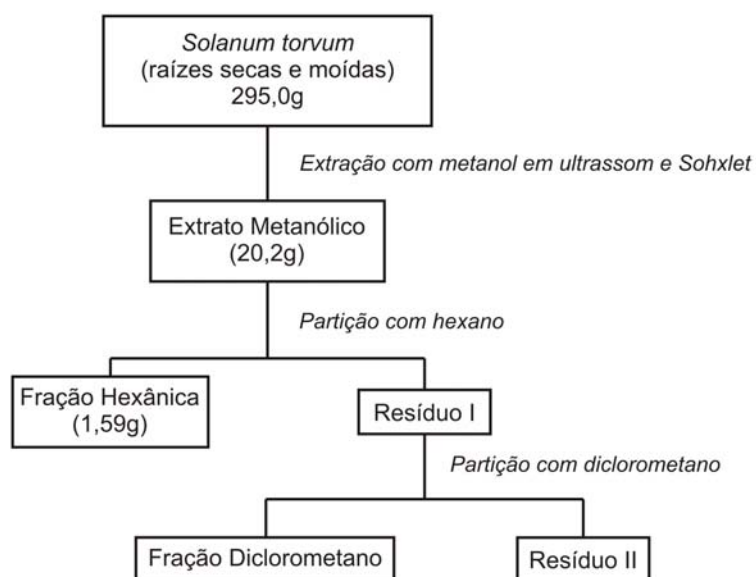 Solanum torvum
(raízes secas e moídas)
295,0g
Extração com metanol em ultrassom e Sohxlet
Extrato Metanólico
(20,2g)
Partição com hexano
Fração Hexânica
(1,59g)
Resíduo I
Partição com diclorometano
Fração Diclorometano
Resíduo II